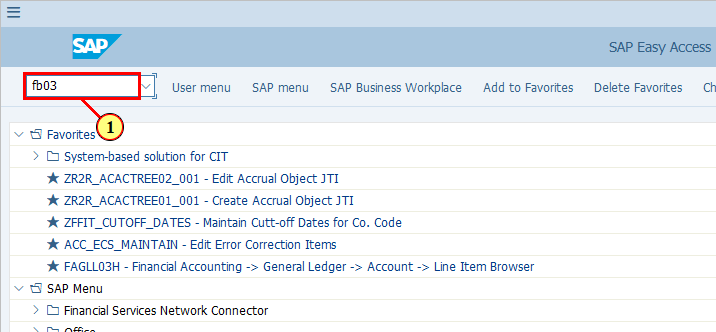 SAP
SAP Easy Access
fb03
User menu SAP menu SAP Business Workplace Add to Favorites Delete Favorites
1
Favorites
System-based solution for CIT
ZR2R_ACACTREE02_001 - Edit Accrual Object JTI
ZR2R_ACACTREE01_001 - Create Accrual Object JTI
ZFFIT_CUTOFF_DATES - Maintain Cutt-off Dates for Co. Code
ACC_ECS_MAINTAIN - Edit Error Correction Items
FAGLL03H - Financial Accounting -> General Ledger -> Account -> Line Item Browser
SAP Menu
Financial Services Network Connector
Office